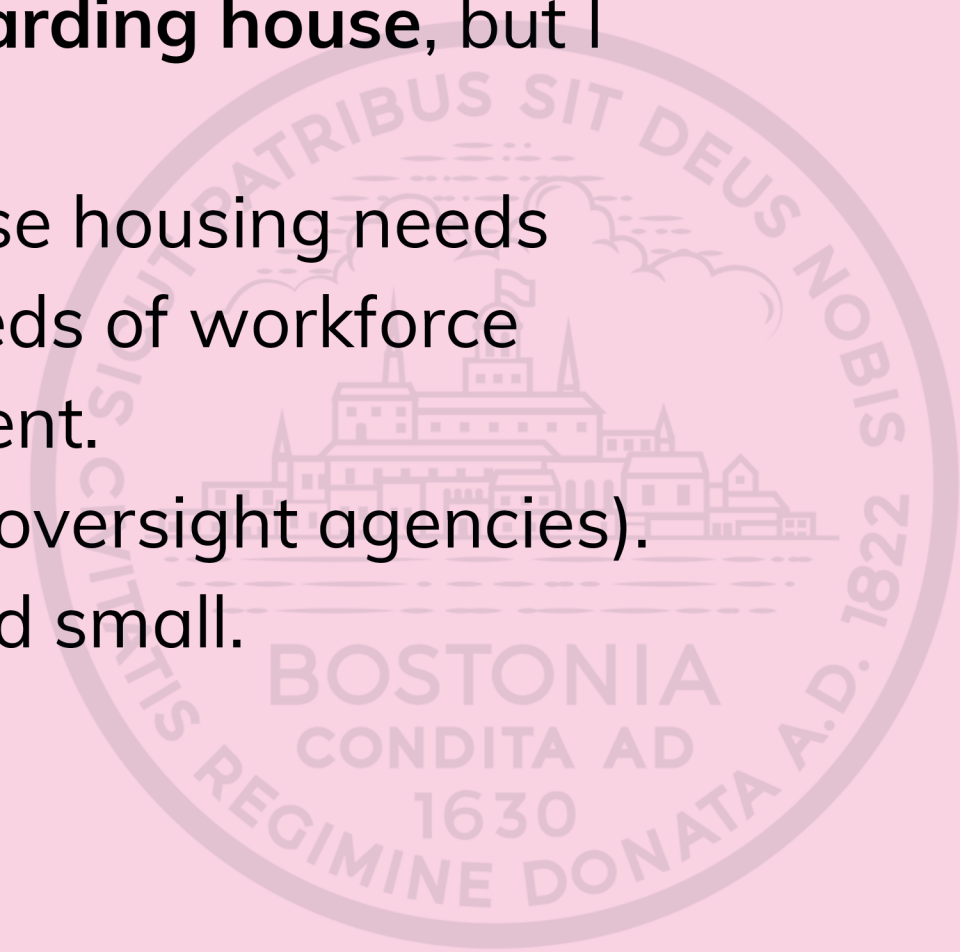 arding house, but I
se housing needs
eds of workforce
ent.
oversight agencies).
d small.
SICUT PATRIBUS SIT DEUS NOBIS
CIVITATIS REGIMINE DONATA A.D. 1822
BOSTONIA
CONDITA AD
1630